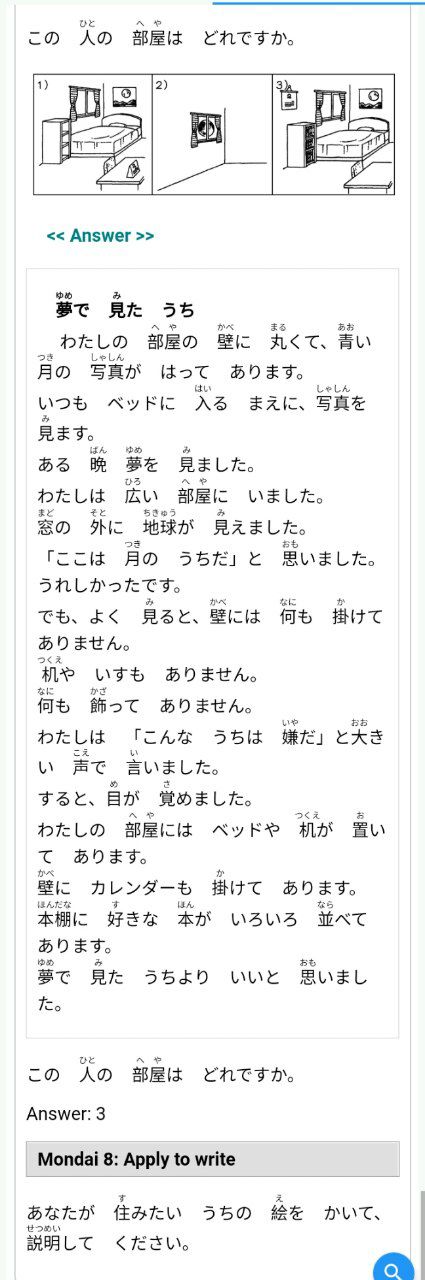 この 人の 部屋は どれですか。
1) 2) 3)
<< Answer >>
夢で 見た うち
わたしの 部屋の 壁に 丸くて、青い
月の 写真が はって あります。
いつも ベッドに 入る まえに、写真を
見ます。
ある 晩 夢を 見ました。
わたしは 広い 部屋に いました。
窓の 外に 地球が 見えました。
「ここは 月の うちだ」と 思いました。
うれしかったです。
でも、よく 見ると、壁には 何も 掛けて
ありません。
机や いすも ありません。
何も 飾って ありません。
わたしは 「こんな うちは 嫌だ」と大き
い 声で 言いました。
すると、目が 覚めました。
わたしの 部屋には ベッドや 机が 置い
て あります。
壁に カレンダーも 掛けて あります。
本棚に 好きな 本が いろいろ 並べて
あります。
夢で 見た うちより いいと 思いまし
た。
この 人の 部屋は どれですか。
Answer: 3
Mondai 8: Apply to write
あなたが 住みたい うちの 絵を かいて、
説明して ください。